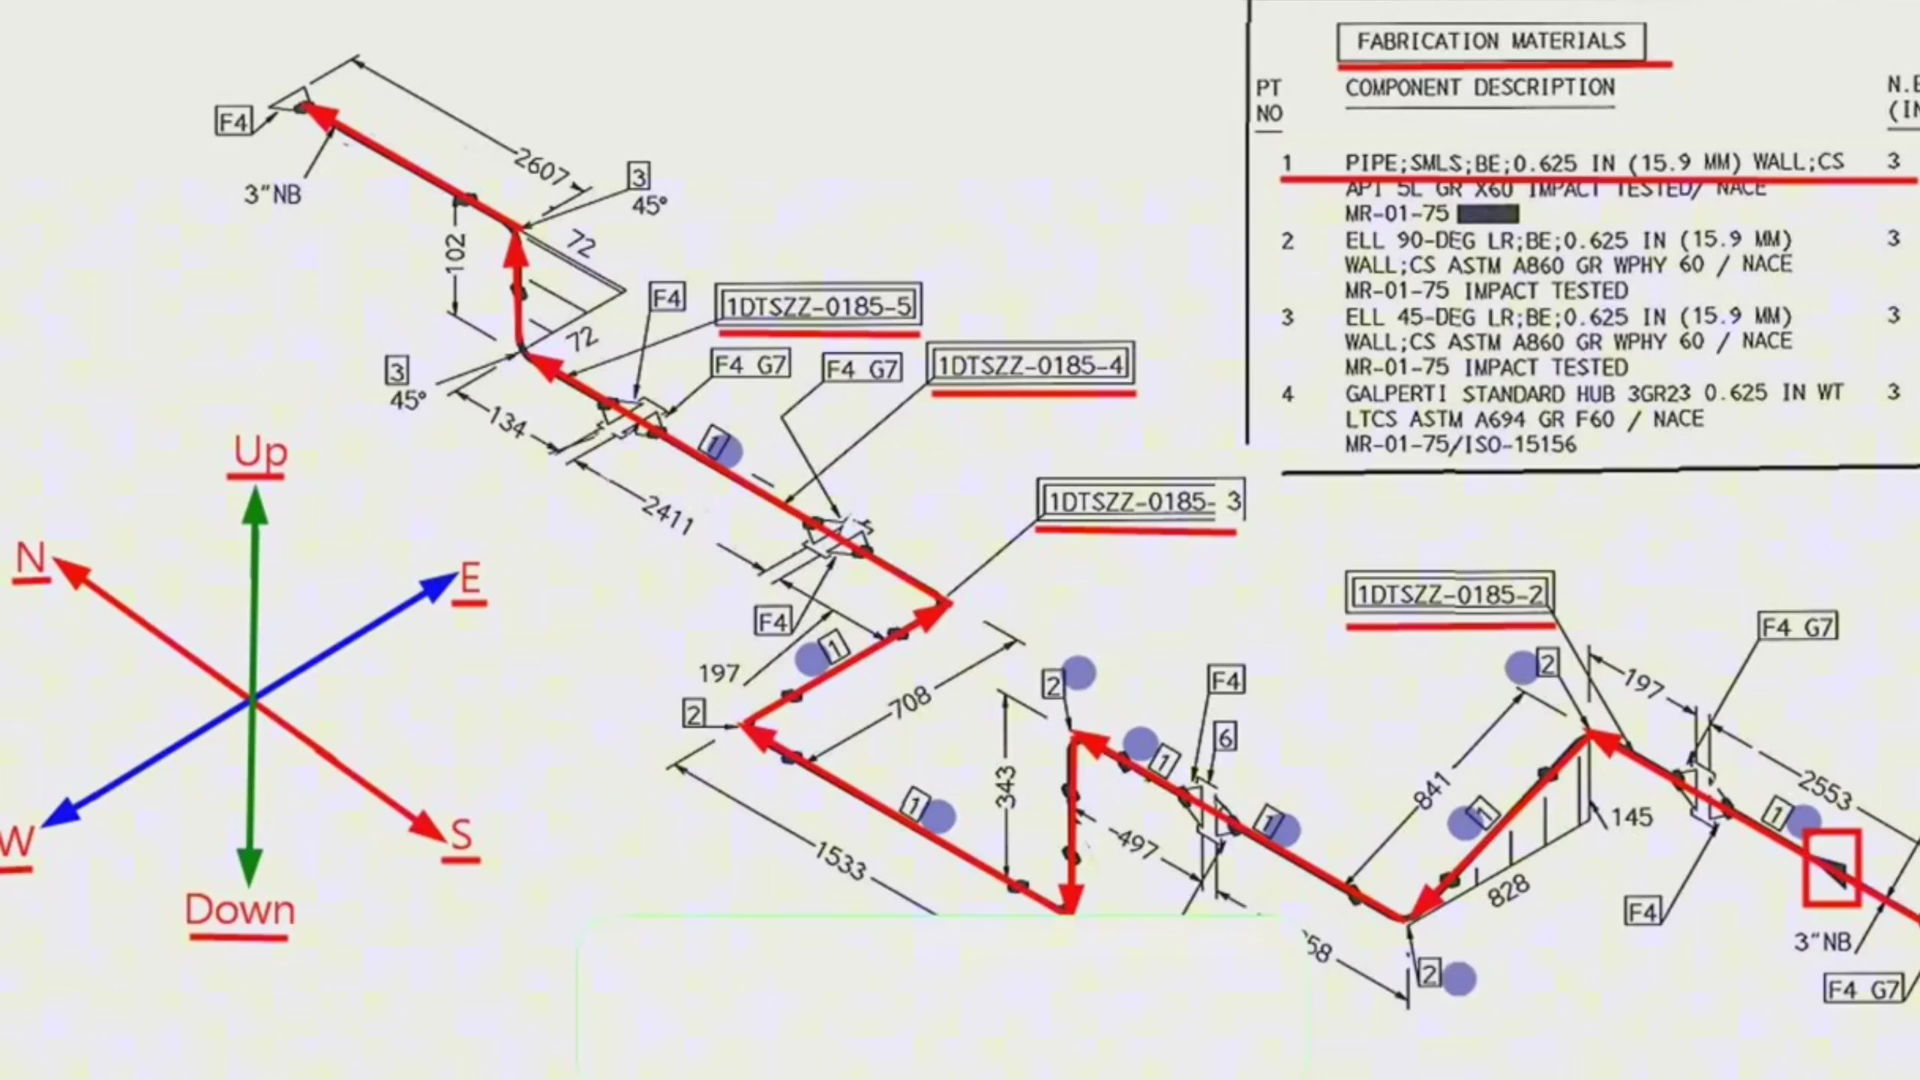 FABRICATION MATERIALS
PT
NO
COMPONENT DESCRIPTION
1 PIPE;SMLS;BE;0.625 IN (15.9 MM) WALL;CS 3
API 5L GR X60 IMPACT TESTED/ NACE
MR-01-75
2 ELL 90-DEG LR;BE;0.625 IN (15.9 MM) 3
WALL;CS ASTM A860 GR WPHY 60 / NACE
MR-01-75 IMPACT TESTED
3 ELL 45-DEG LR;BE;0.625 IN (15.9 MM) 3
WALL;CS ASTM A860 GR WPHY 60 / NACE
MR-01-75 IMPACT TESTED
4 GALPERTI STANDARD HUB 3GR23 0.625 IN WT 3
LTCS ASTM A694 GR F60 / NACE
MR-01-75/ISO-15156
F4
3"NB
2607
3
45°
102
72
F4
1DTSZZ-0185-5
72
3
45°
F4 G7
F4 G7
1DTSZZ-0185-4
134
1
2411
1DTSZZ-0185- 3
F4
1
197
2
708
1
1533
2
343
F4
6
1
1
497
1DTSZZ-0185-2
2
197
F4 G7
841
1
145
828
2553
1
F4
3"NB
F4 G7
58
2
Up
N
E
W
S
Down